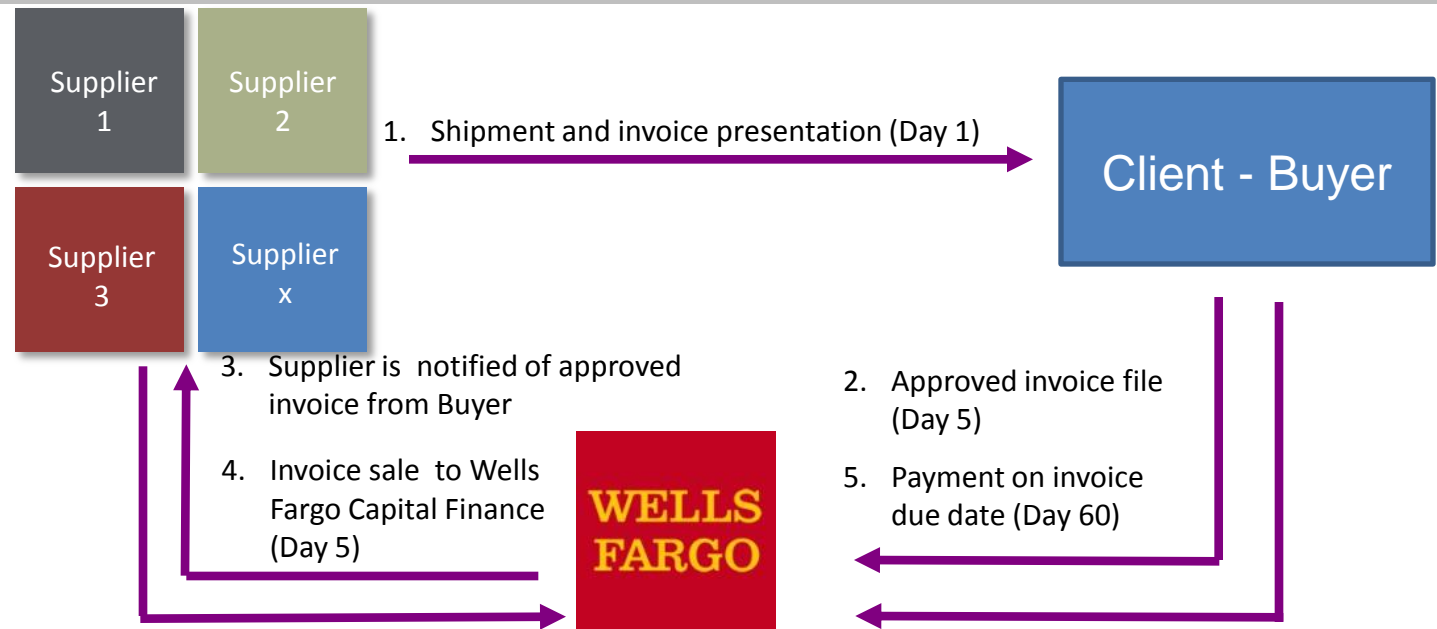 Supplier
1
Supplier
2
1. Shipment and invoice presentation (Day 1)
Client - Buyer
Supplier
3
Supplier
x
3. Supplier is  notified of approved
invoice from Buyer
2. Approved invoice file
(Day 5)
4. Invoice sale  to Wells
Fargo Capital Finance
(Day 5)
WELLS
FARGO
5. Payment on invoice
due date (Day 60)